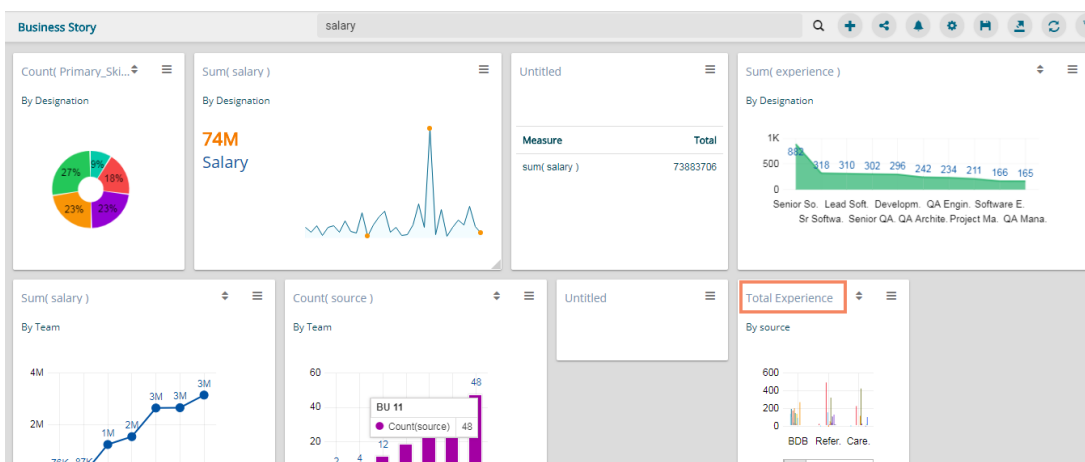 Business Story
salary
Count( Primary_Ski...
By Designation
27%
9%
18%
23%
23%
Sum( salary )
By Designation
74M
Salary
Untitled
Measure Total
sum( salary ) 73883706
Sum( experience )
By Designation
1K
500
0
882 318 310 302 296 242 234 211 166 165
Senior So. Lead Soft. Developm. QA Engin. Software E.
Sr Softwa. Senior QA. QA Archite. Project Ma. QA Mana.
Sum( salary )
By Team
4M
2M
76K 87K 1M 2M 3M 3M 3M
Count( source )
By Team
60
40
20
2 4 12 48
BU 11
Count(source) 48
Untitled
Total Experience
By source
600
400
200
0
BDB Refer. Care.